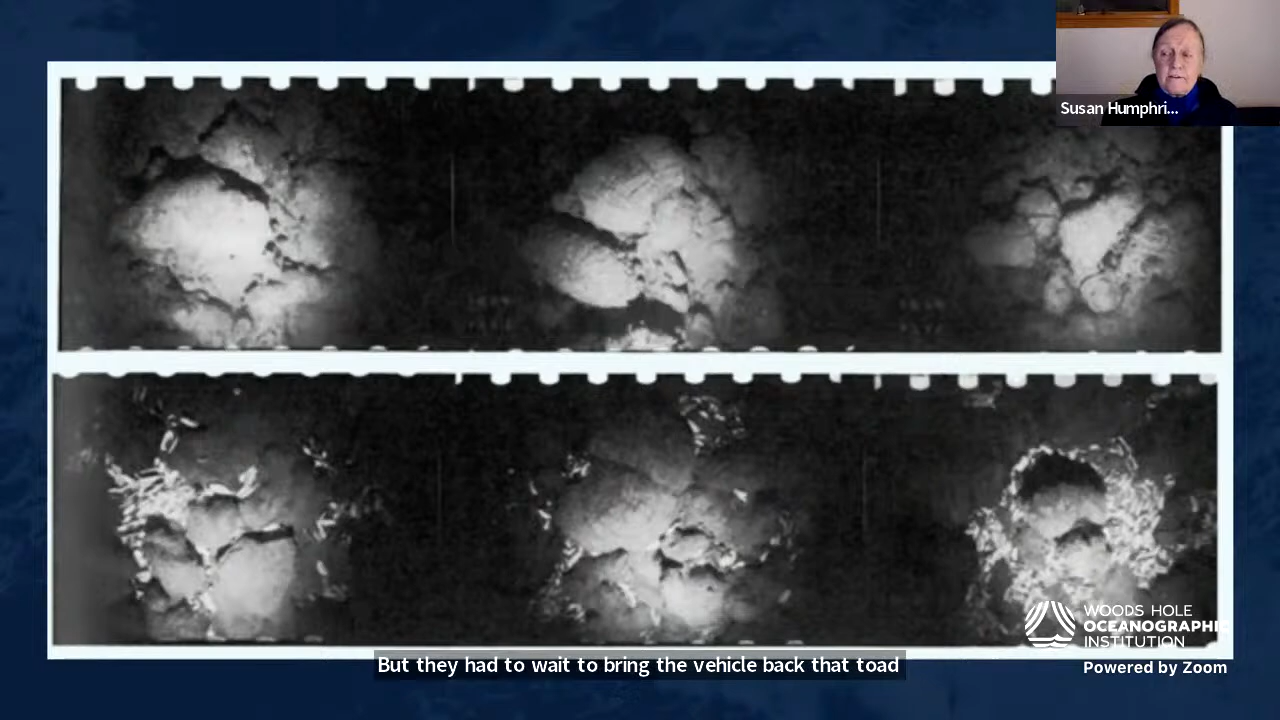 Susan Humphri...
WOODS HOLE
OCEANOGRAPHIC
INSTITUTION
But they had to wait to bring the vehicle back that toad
Powered by Zoom